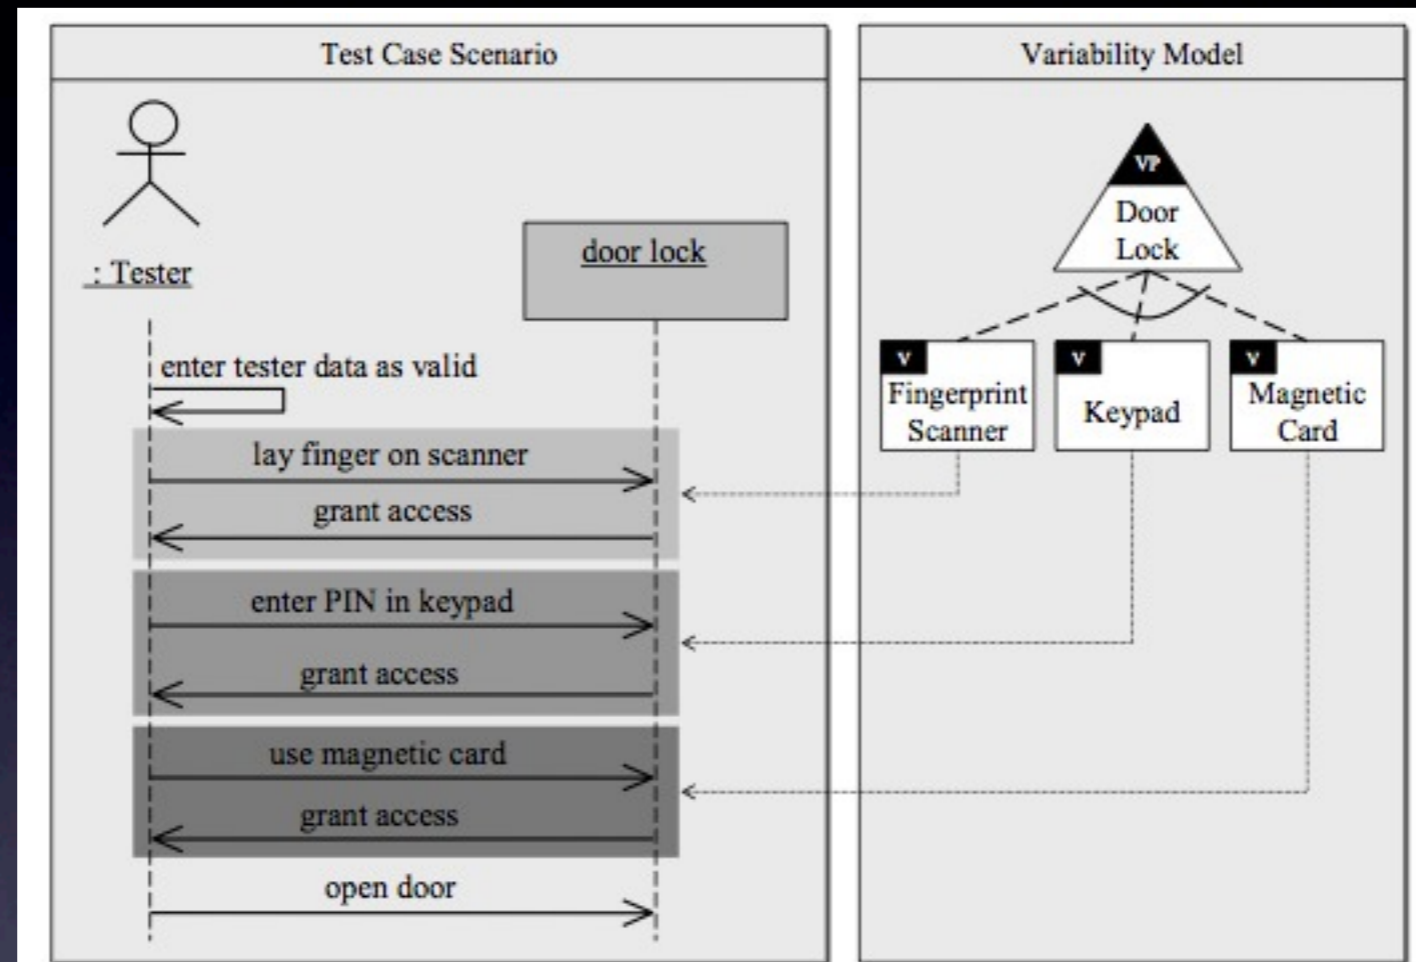 Test Case Scenario
: Tester
door lock
enter tester data as valid
lay finger on scanner
grant access
enter PIN in keypad
grant access
use magnetic card
grant access
open door
Variability Model
VP
Door
Lock
V
Fingerprint
Scanner
V
Keypad
V
Magnetic
Card